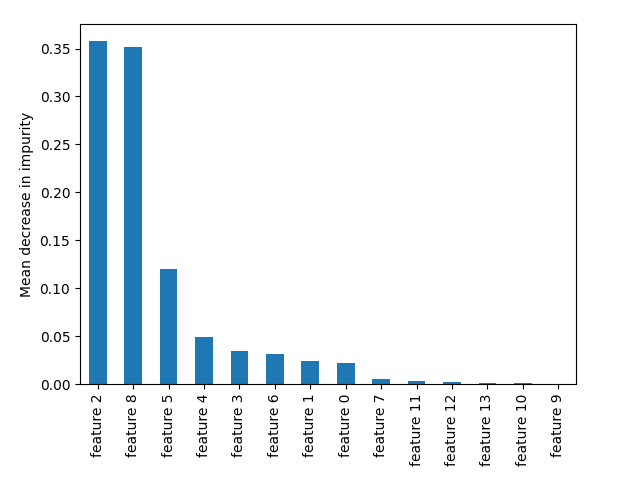 Mean decrease in impurity
0.35
0.30
0.25
0.20
0.15
0.10
0.05
0.00
feature 2
feature 8
feature 5
feature 4
feature 3
feature 6
feature 1
feature 0
feature 7
feature 11
feature 12
feature 13
feature 10
feature 9